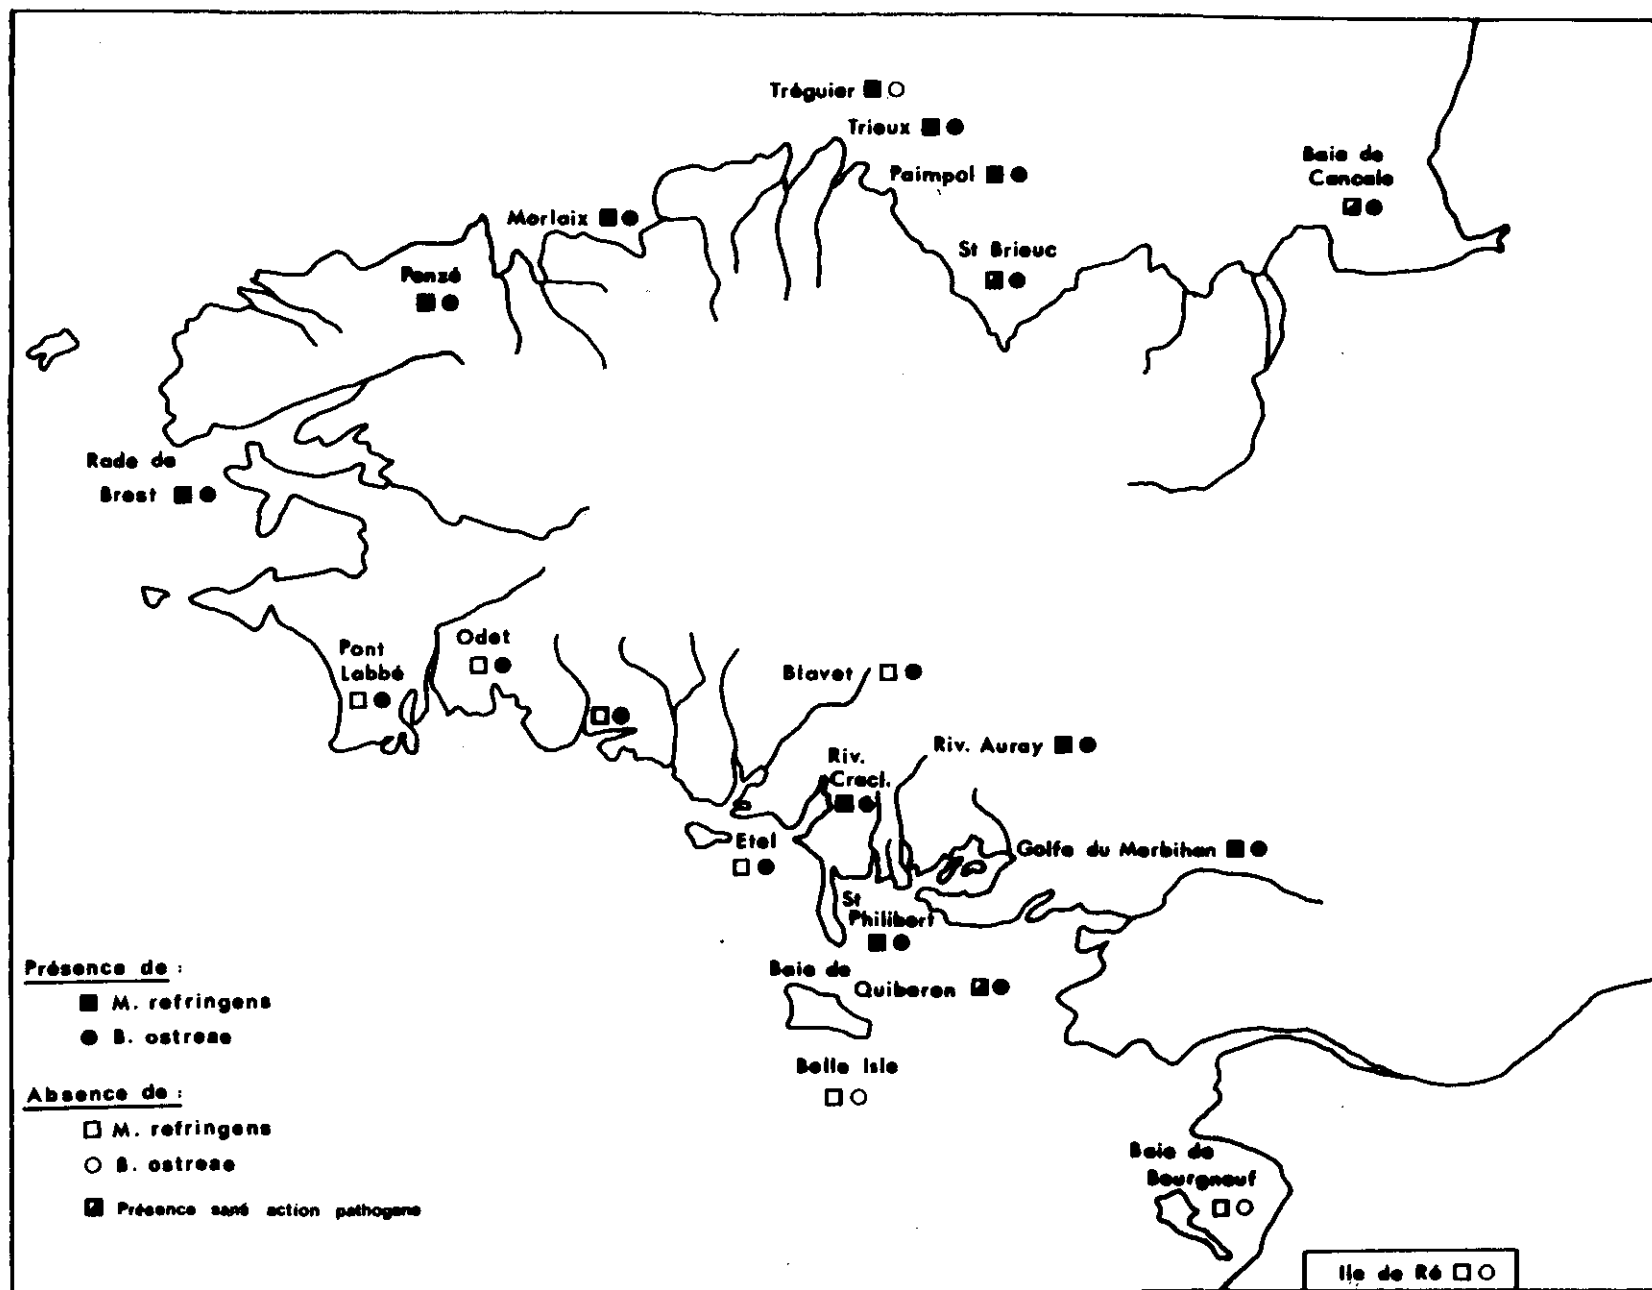 Tréguier ■ ○
Trieux ■ ●
Paimpol ■ ●
Baie de
Cancale
Morlaix ■ ●
St Brieuc
Penzé
Rade de
Brest ■ ●
Pont
Labbé
Odet
Blavet □ ●
Riv. Auray ■ ●
Riv.
Crach.
Etel
Golfe du Morbihan ■ ●
St
Philibert
Baie de
Quiberon
Belle Isle
Présence de :
■ M. refringens
● B. ostreae
Absence de :
□ M. refringens
○ B. ostreae
Présence sans action pathogene
Baie de
Bourgneuf
Ile de Ré □ ○